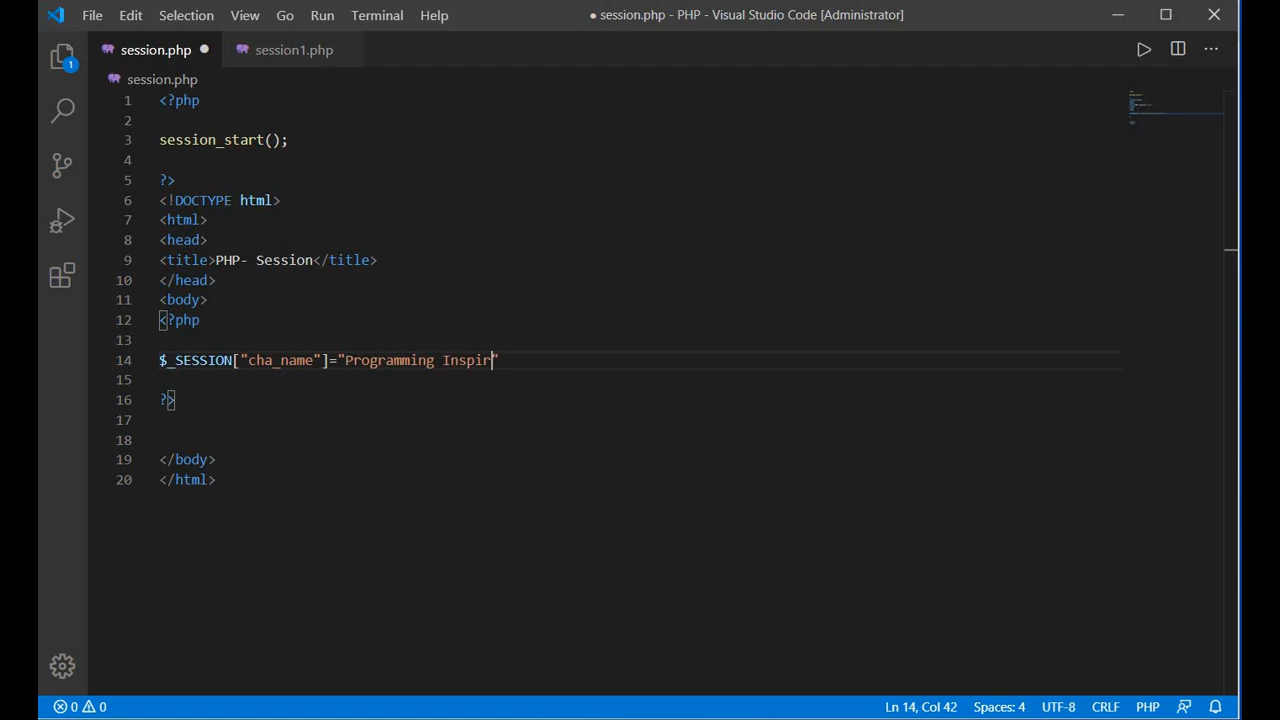 File Edit Selection View Go Run Terminal Help ● session.php - PHP - Visual Studio Code [Administrator]
session.php ● session1.php
session.php
1 <?php
2
3 session_start();
4
5 ?>
6 <!DOCTYPE html>
7 <html>
8 <head>
9 <title>PHP- Session</title>
10 </head>
11 <body>
12 <?php
13
14 $_SESSION["cha_name"]="Programming Inspir"
15
16 ?>
17
18
19 </body>
20 </html>
1
0 0 Ln 14, Col 42 Spaces: 4 UTF-8 CRLF PHP